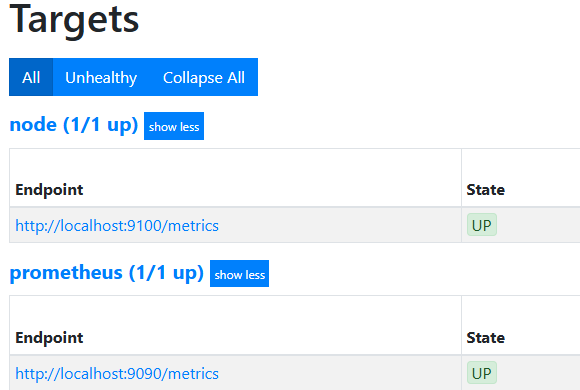 Targets
All Unhealthy Collapse All
node (1/1 up) show less
Endpoint State
http://localhost:9100/metrics UP
prometheus (1/1 up) show less
Endpoint State
http://localhost:9090/metrics UP